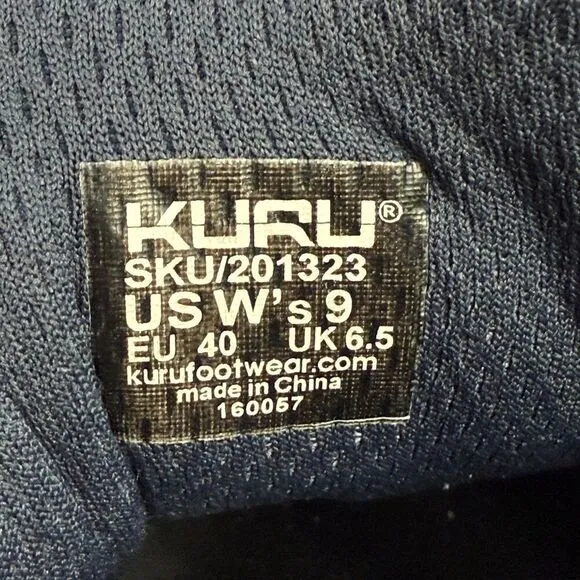 KURU®
SKU/201323
US W's 9
EU 40 UK 6.5
kurufootwear.com
made in China
160057